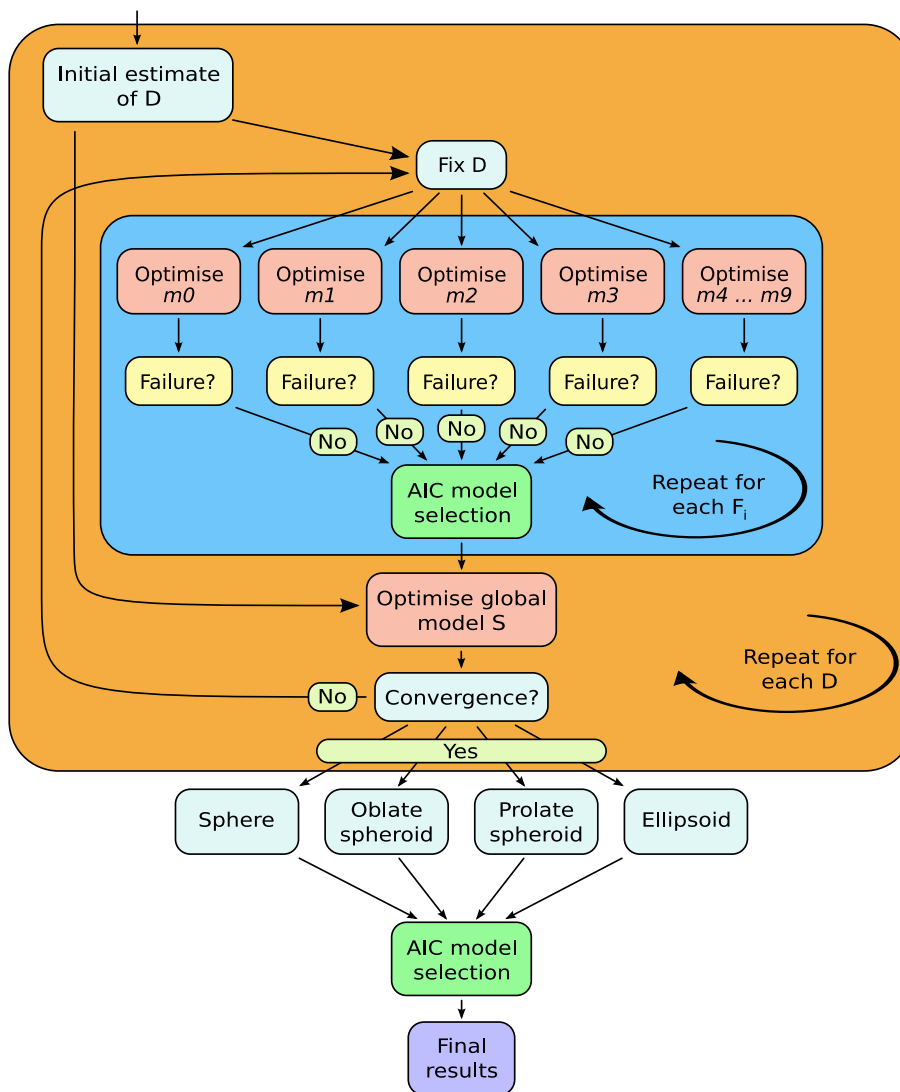 Initial estimate
of D
Fix D
Optimise
m0
Optimise
m1
Optimise
m2
Optimise
m3
Optimise
m4 ... m9
Failure?
Failure?
Failure?
Failure?
Failure?
No
No
No
No
No
AIC model
selection
Repeat for
each Fi
Optimise global
model S
Repeat for
each D
Convergence?
No
Yes
Sphere
Oblate
spheroid
Prolate
spheroid
Ellipsoid
AIC model
selection
Final
results